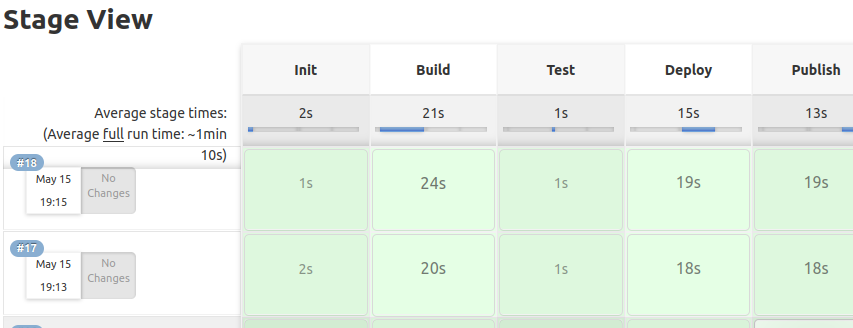 Stage View
Init Build Test Deploy Publish
Average stage times: 2s 21s 1s 15s 13s
(Average full run time: ~1min
10s)
#18
May 15 No
Changes
19:15
1s 24s 1s 19s 19s
#17
May 15 No
Changes
19:13
2s 20s 1s 18s 18s